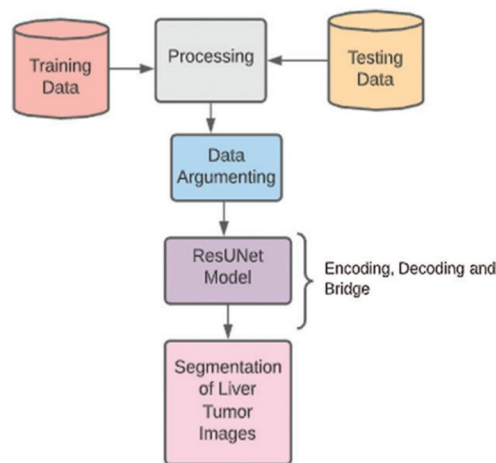 Training
Data
Processing
Testing
Data
Data
Argumenting
ResUNet
Model
Encoding, Decoding and
Bridge
Segmentation
of Liver
Tumor
Images